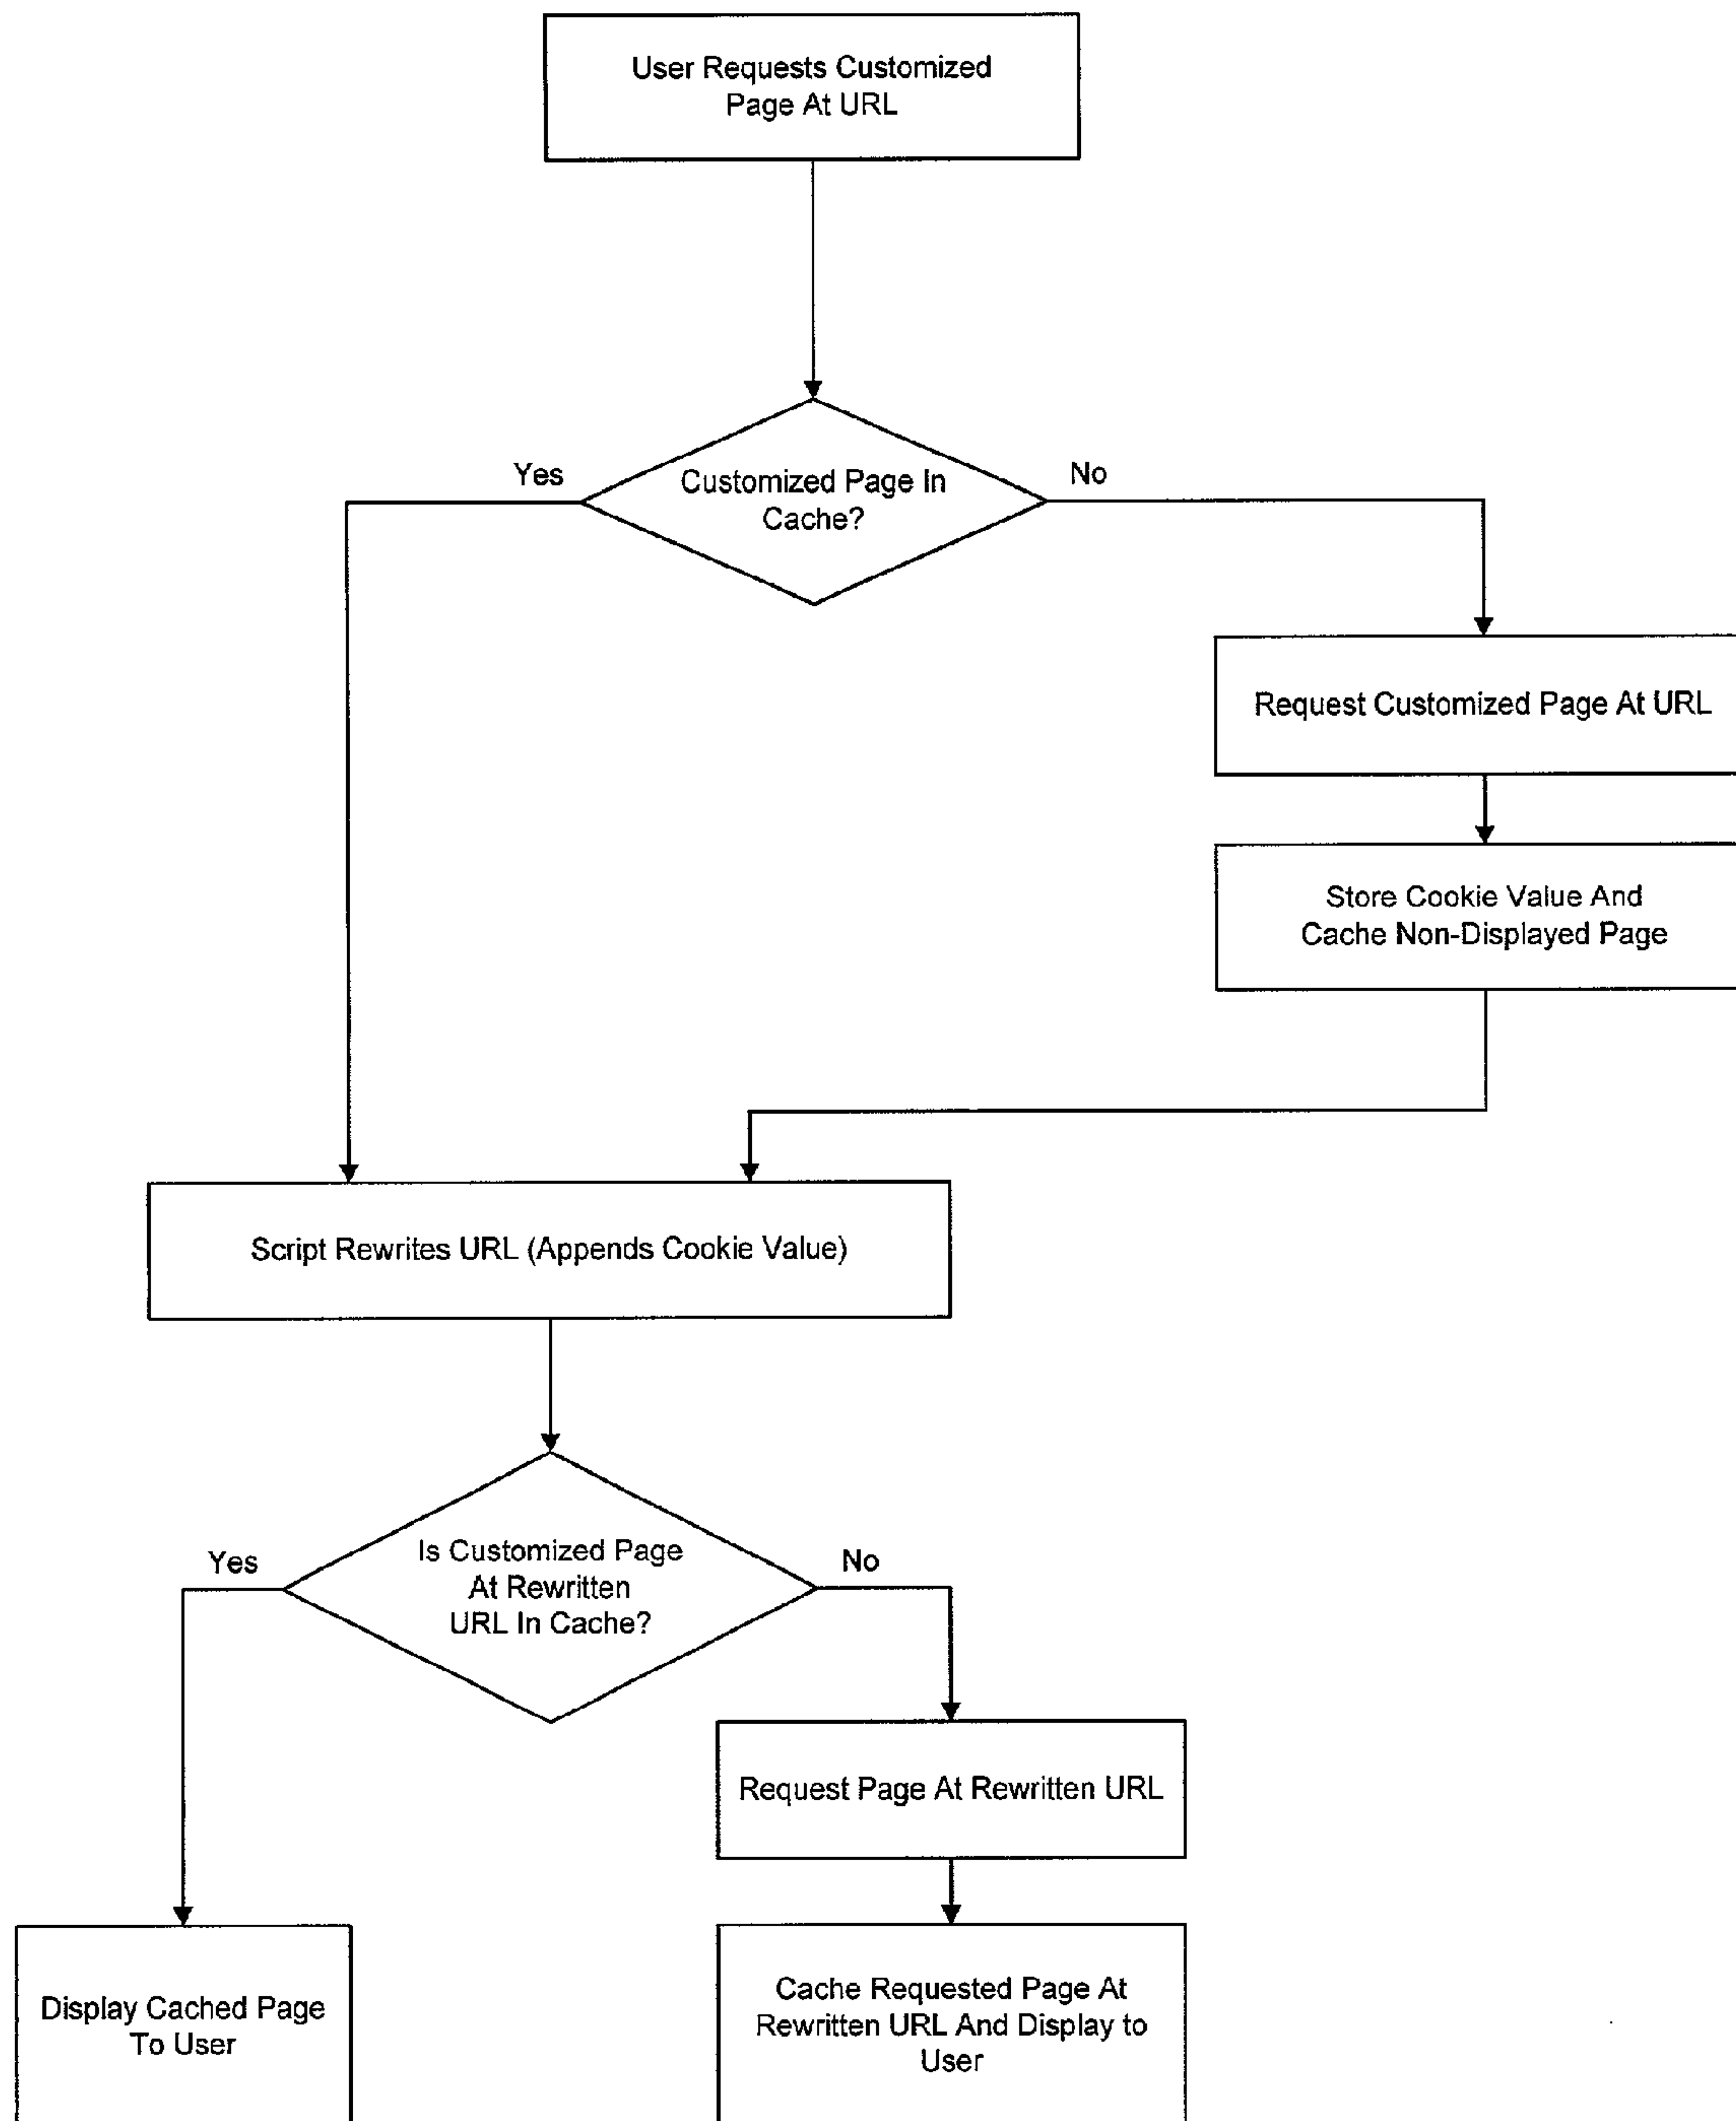 User Requests Customized
Page At URL
Yes
Customized Page In
Cache?
No
Request Customized Page At URL
Store Cookie Value And
Cache Non-Displayed Page
Script Rewrites URL (Appends Cookie Value)
Yes
Is Customized Page
At Rewritten
URL In Cache?
No
Request Page At Rewritten URL
Display Cached Page
To User
Cache Requested Page At
Rewritten URL And Display to
User